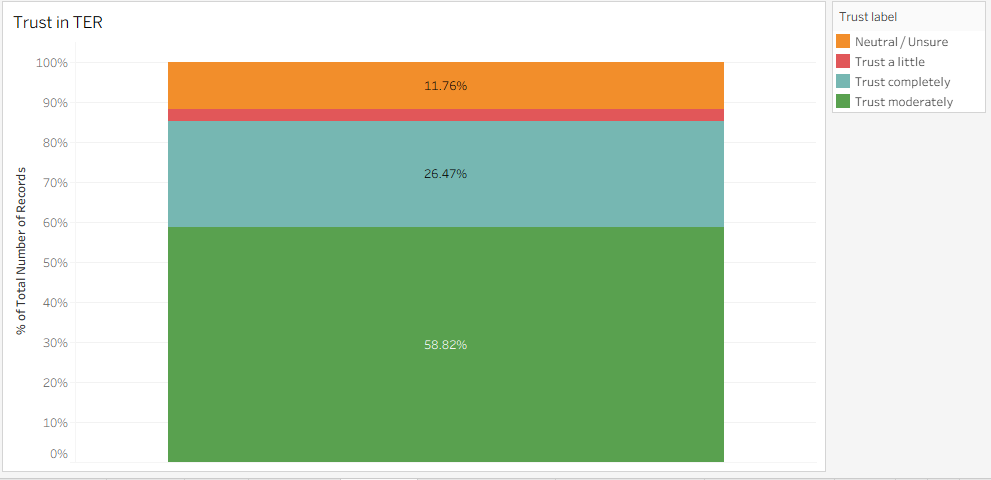 Trust in TER
Trust label
Neutral / Unsure
Trust a little
Trust completely
Trust moderately
% of Total Number of Records
100%
90%
80%
70%
60%
50%
40%
30%
20%
10%
0%
11.76%
26.47%
58.82%